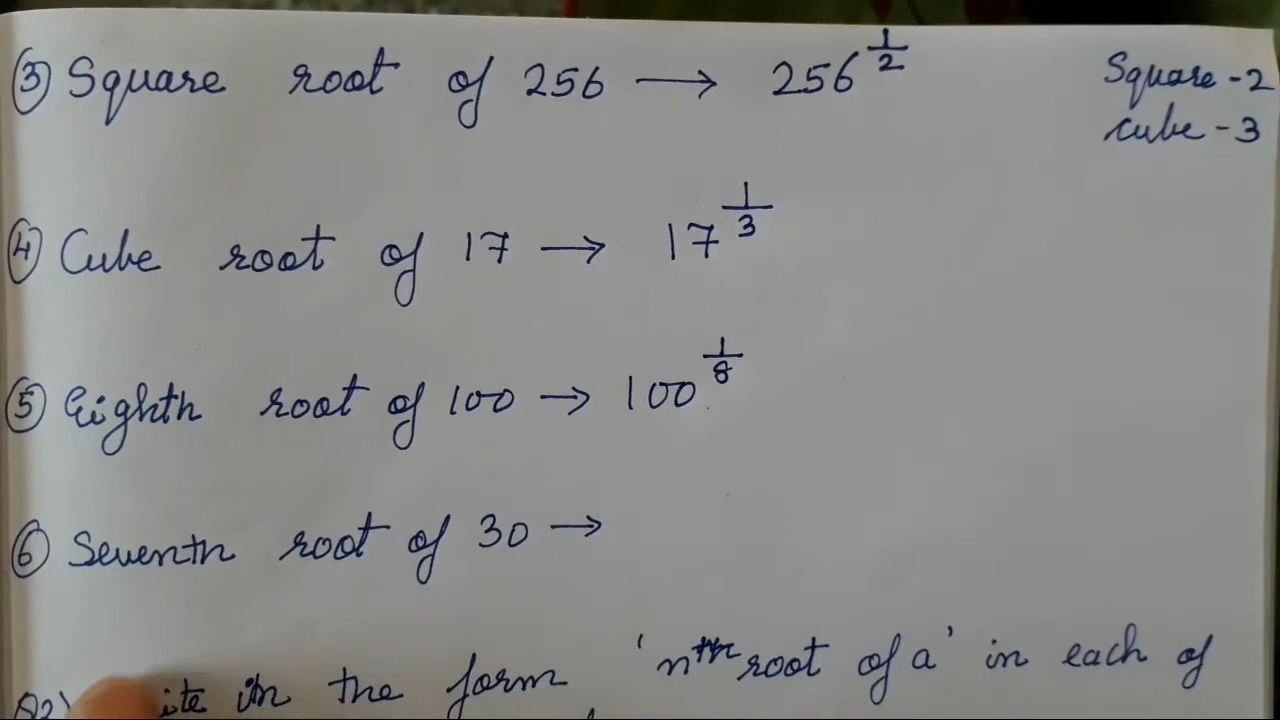 ③ Square root of 256 → 256^1/2
Square - 2
cube - 3
④ Cube root of 17 → 17^1/3
⑤ Eighth root of 100 → 100^1/8
⑥ Seventh root of 30 →
in the form 'nth root of a' in each of